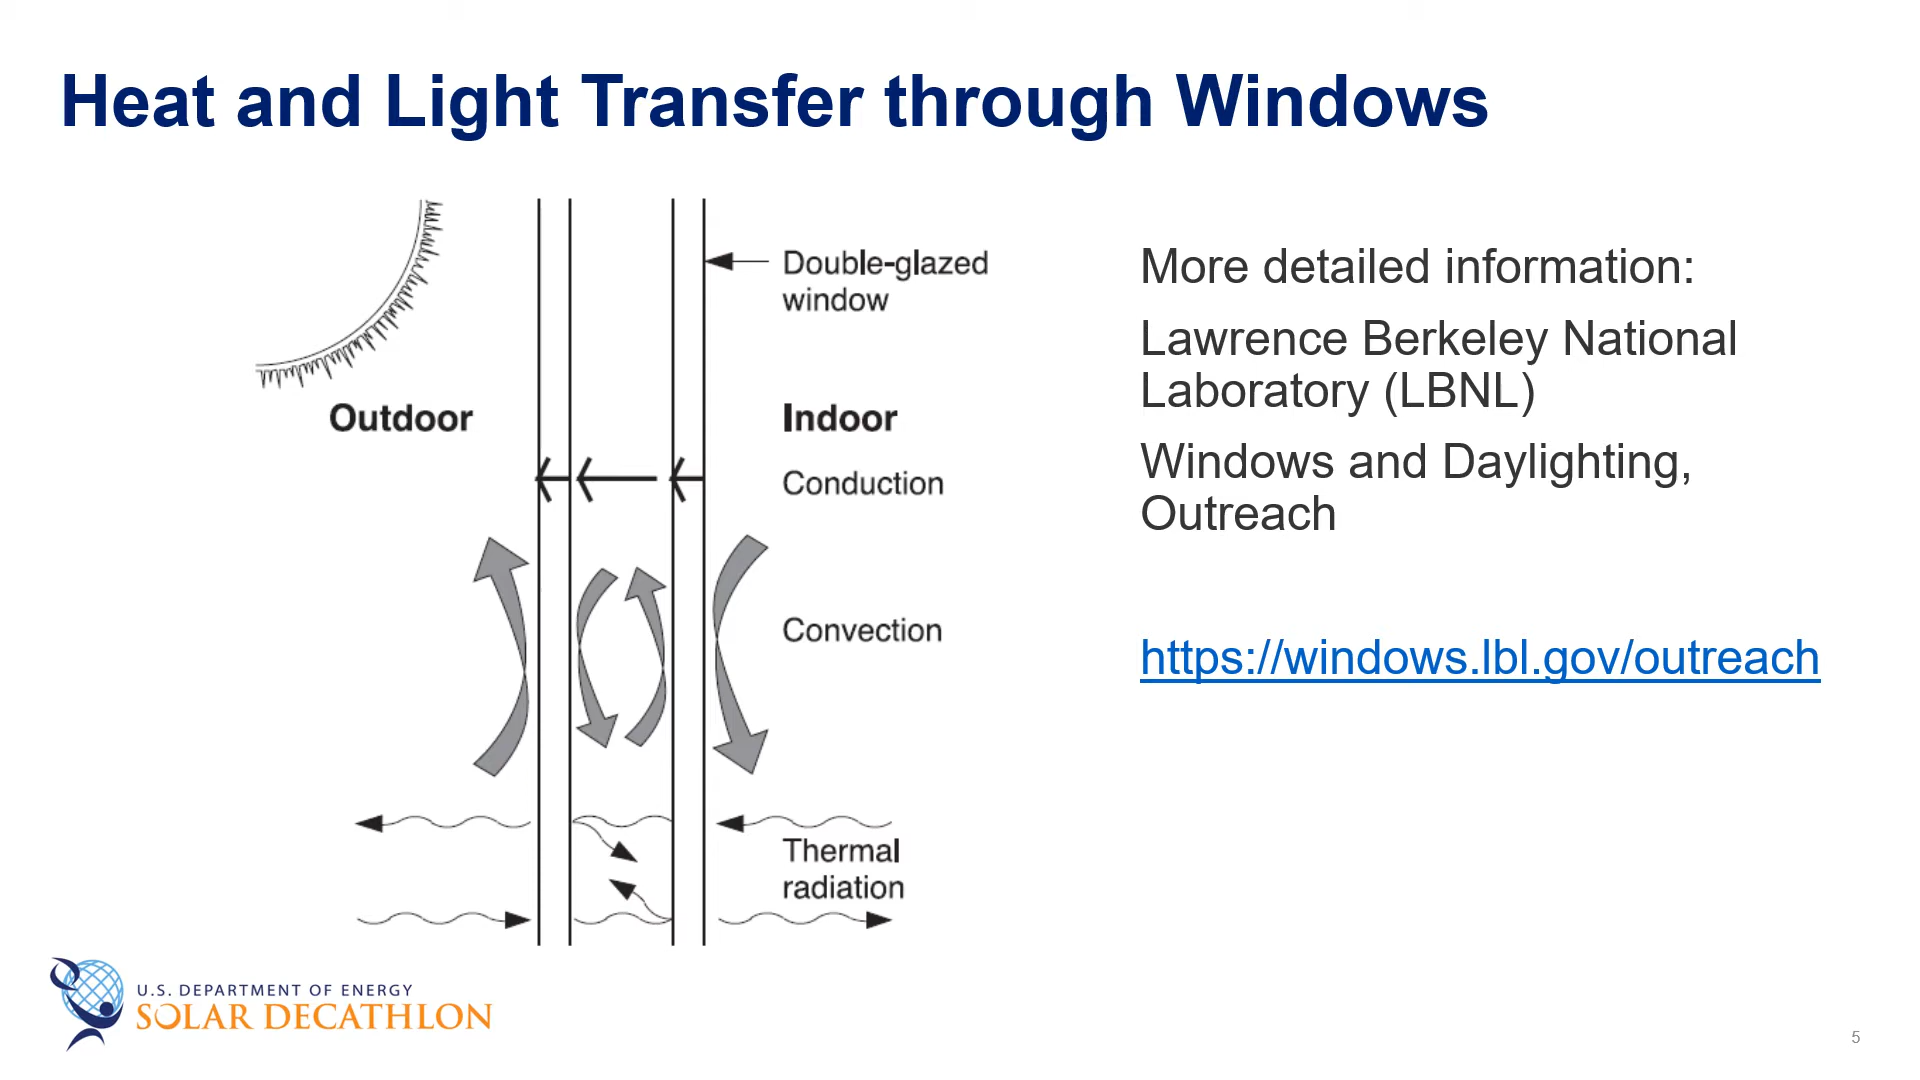 Heat and Light Transfer through Windows
Double-glazed
window
Outdoor
Indoor
Conduction
Convection
Thermal
radiation
More detailed information:
Lawrence Berkeley National
Laboratory (LBNL)
Windows and Daylighting,
Outreach
https://windows.lbl.gov/outreach
U.S. DEPARTMENT OF ENERGY
SOLAR DECATHLON
5